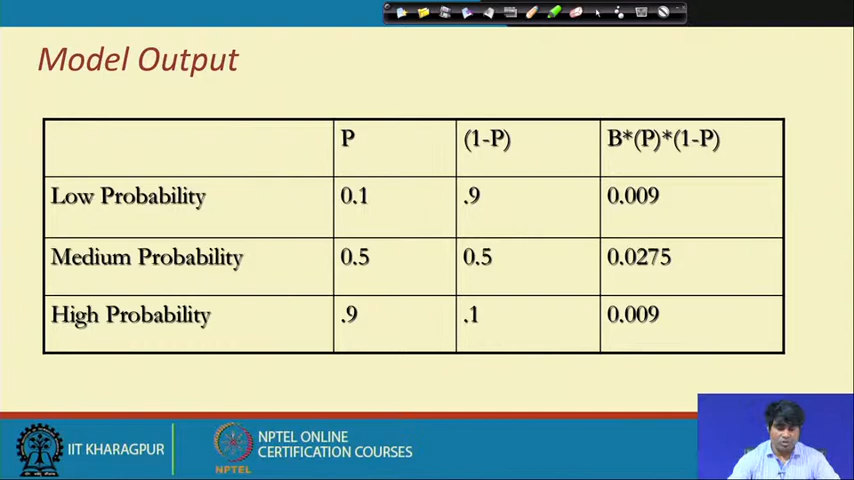 Model Output
P (1-P) B*(P)*(1-P)
Low Probability 0.1 .9 0.009
Medium Probability 0.5 0.5 0.0275
High Probability .9 .1 0.009
IIT KHARAGPUR
NPTEL
NPTEL ONLINE
CERTIFICATION COURSES